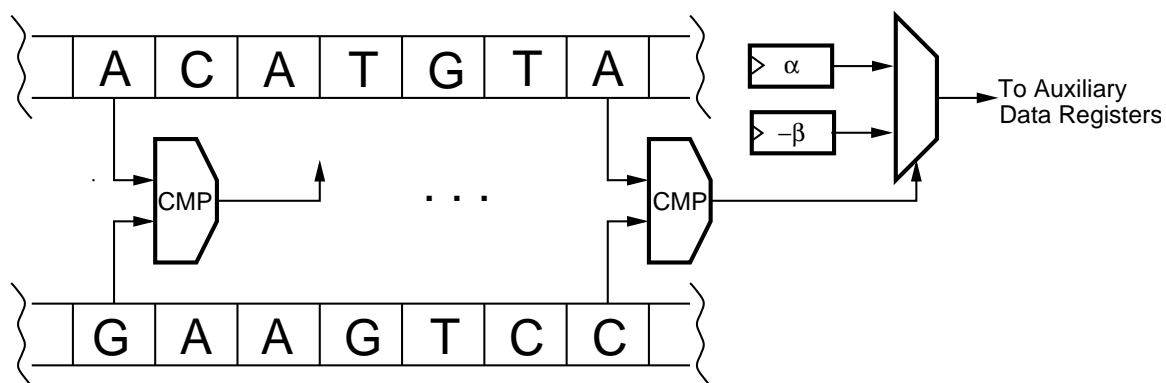 A C A T G T A
α
−β
To Auxiliary
Data Registers
CMP
. . .
CMP
G A A G T C C